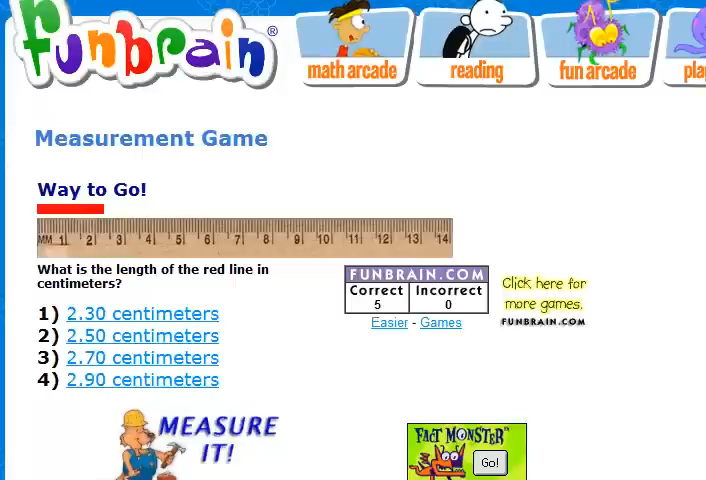 funbrain®
math arcade
reading
fun arcade
Measurement Game
Way to Go!
MM 1 2 3 4 5 6 7 8 9 10 11 12 13 14
What is the length of the red line in
centimeters?
1) 2.30 centimeters
2) 2.50 centimeters
3) 2.70 centimeters
4) 2.90 centimeters
FUNBRAIN.COM
Correct Incorrect
5 0
Easier - Games
Click here for
more games.
FUNBRAIN.COM
MEASURE
IT!
FACT MONSTER™
Go!